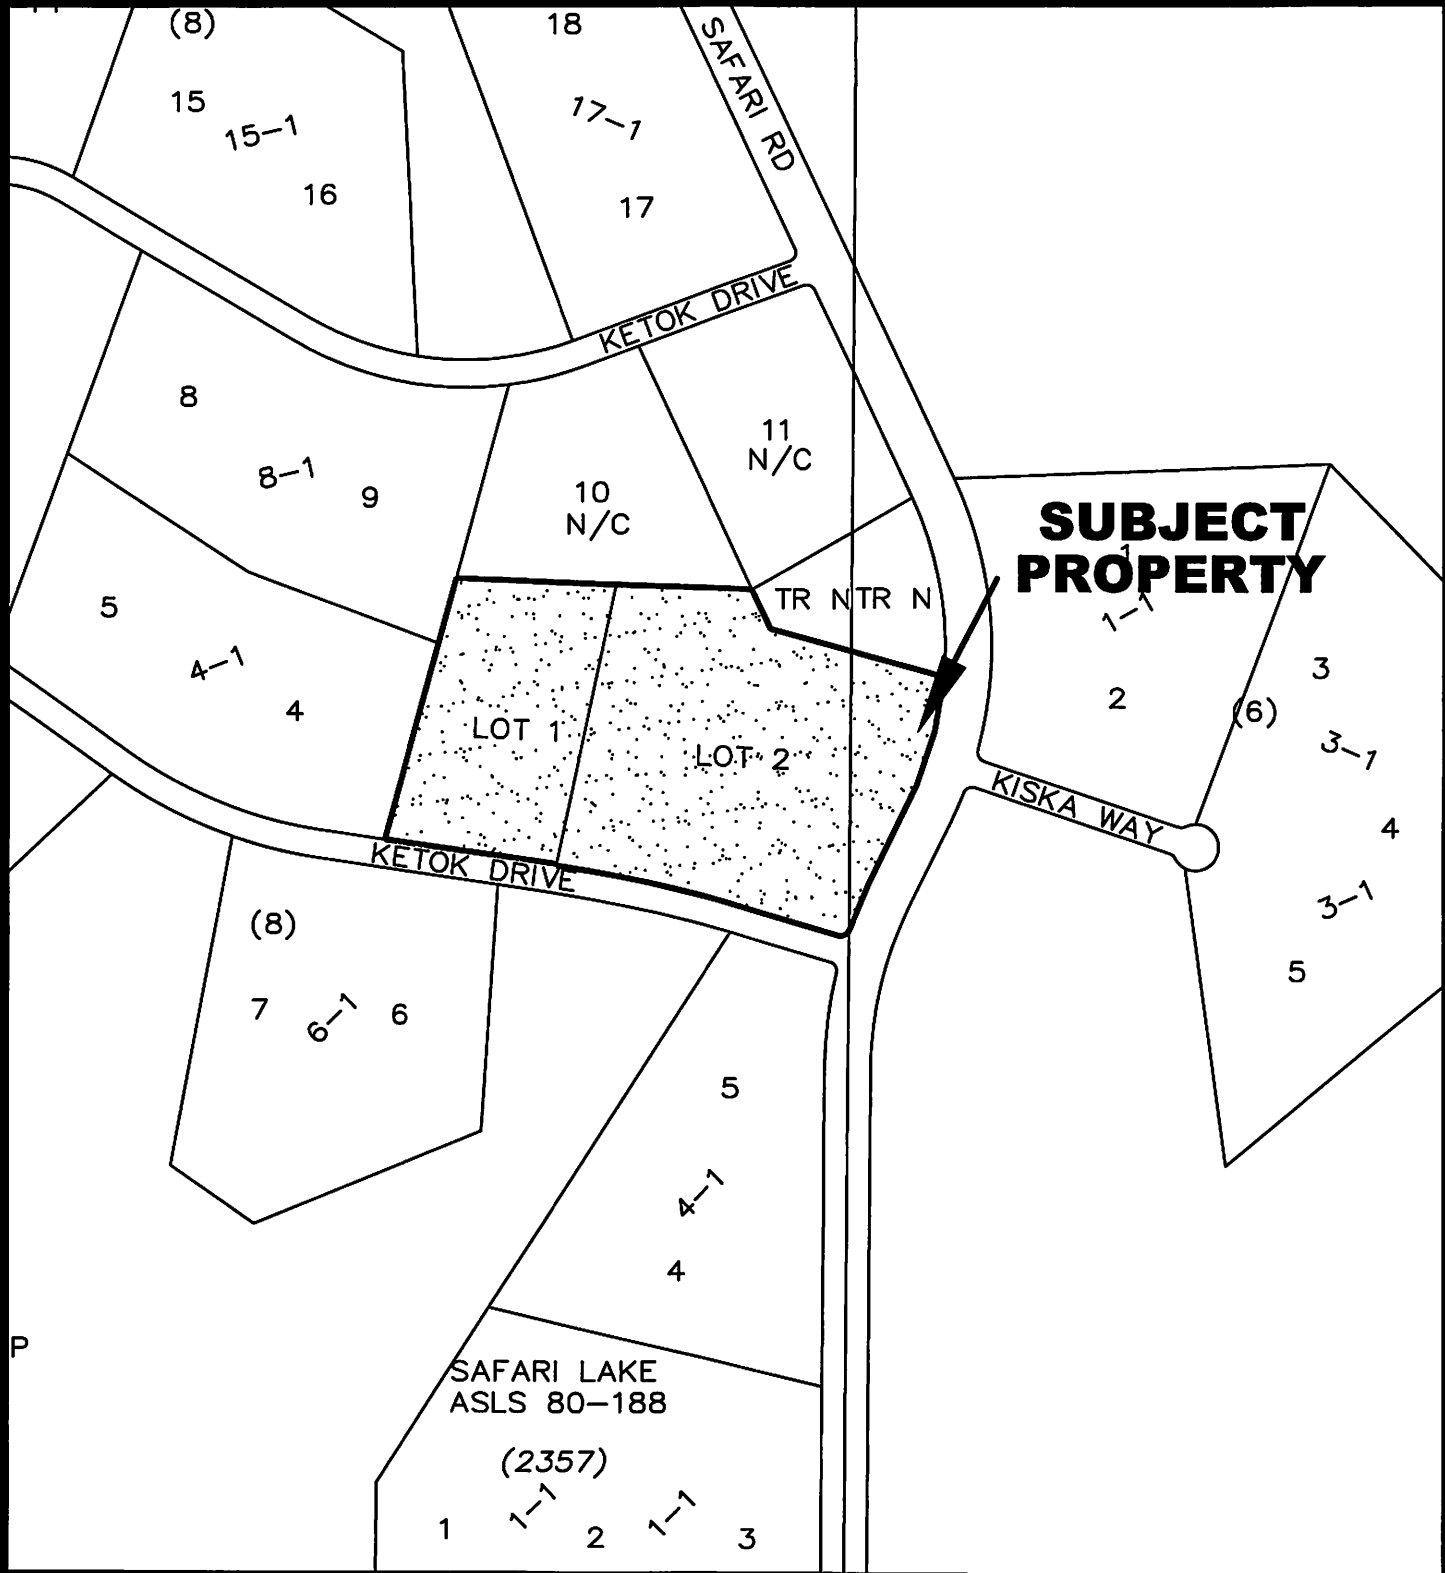 (8)
18
SAFARI RD
15
15-1
17-1
16
17
KETOK DRIVE
8
11
N/C
8-1
9
10
N/C
SUBJECT
PROPERTY
1
1-1
5
TR N
TR N
4-1
4
2
3
(6)
3-1
LOT 1
LOT 2
KISKA WAY
4
KETOK DRIVE
3-1
(8)
5
7
6-1
6
5
4-1
4
P
SAFARI LAKE
ASLS 80-188
(2357)
1
1-1
2
1-1
3